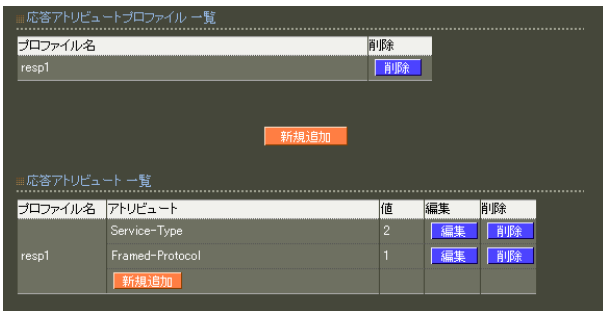 応答アトリビュートプロファイル 一覧
プロファイル名 削除
resp1 削除
新規追加
応答アトリビュート 一覧
プロファイル名 アトリビュート 値 編集 削除
Service-Type 2 編集 削除
resp1 Framed-Protocol 1 編集 削除
新規追加